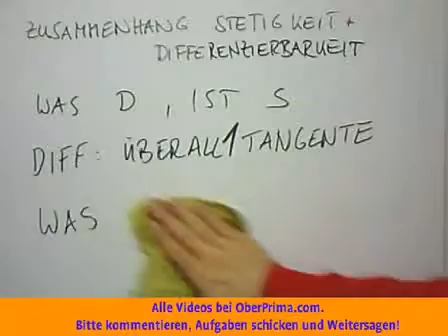 ZUSAMMENHANG STETIGKEIT +
DIFFERENZIERBARKEIT
WAS D , IST S
DIFF: ÜBERALL 1 TANGENTE
WAS
Alle Videos bei OberPrima.com.
Bitte kommentieren, Aufgaben schicken und Weitersagen!